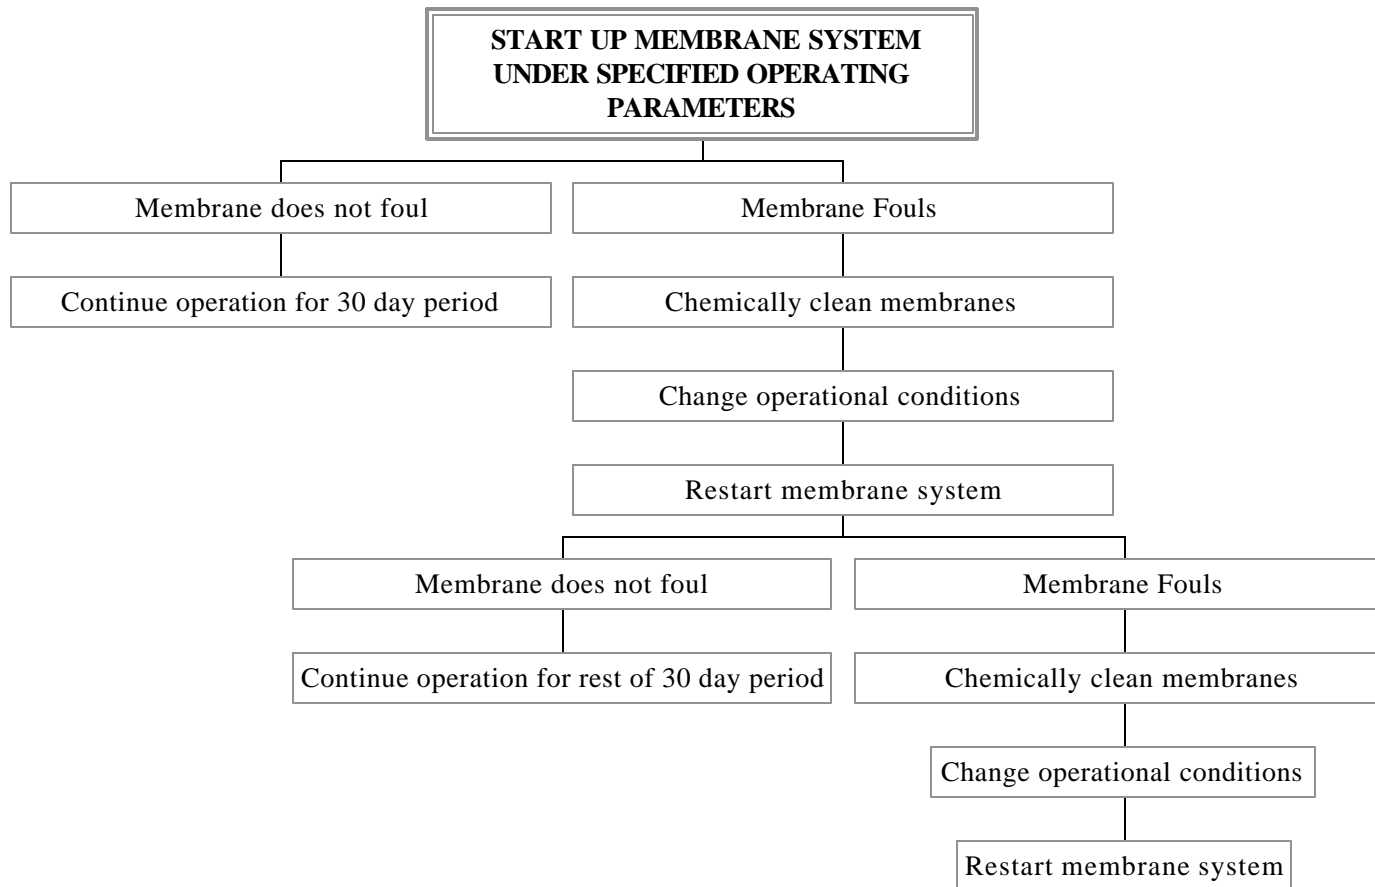 START UP MEMBRANE SYSTEM
UNDER SPECIFIED OPERATING
PARAMETERS
Membrane does not foul
Membrane Fouls
Continue operation for 30 day period
Chemically clean membranes
Change operational conditions
Restart membrane system
Membrane does not foul
Membrane Fouls
Continue operation for rest of 30 day period
Chemically clean membranes
Change operational conditions
Restart membrane system